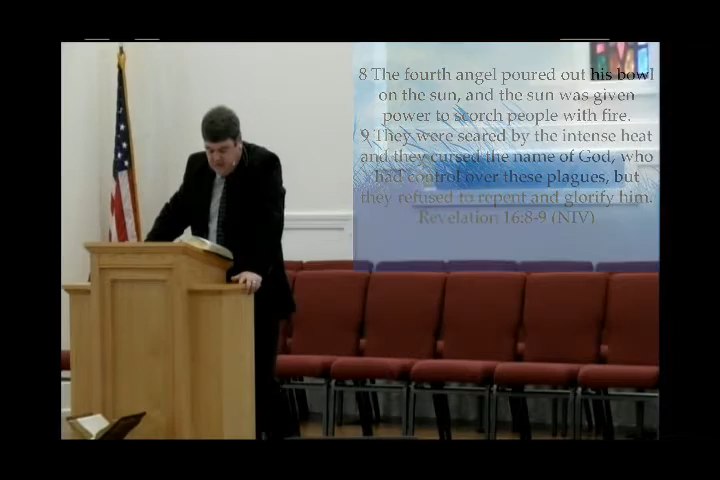 8 The fourth angel poured out his bowl
on the sun, and the sun was given
power to scorch people with fire.
9 They were seared by the intense heat
and they cursed the name of God, who
had control over these plagues, but
they refused to repent and glorify him.
Revelation 16:8-9 (NIV)